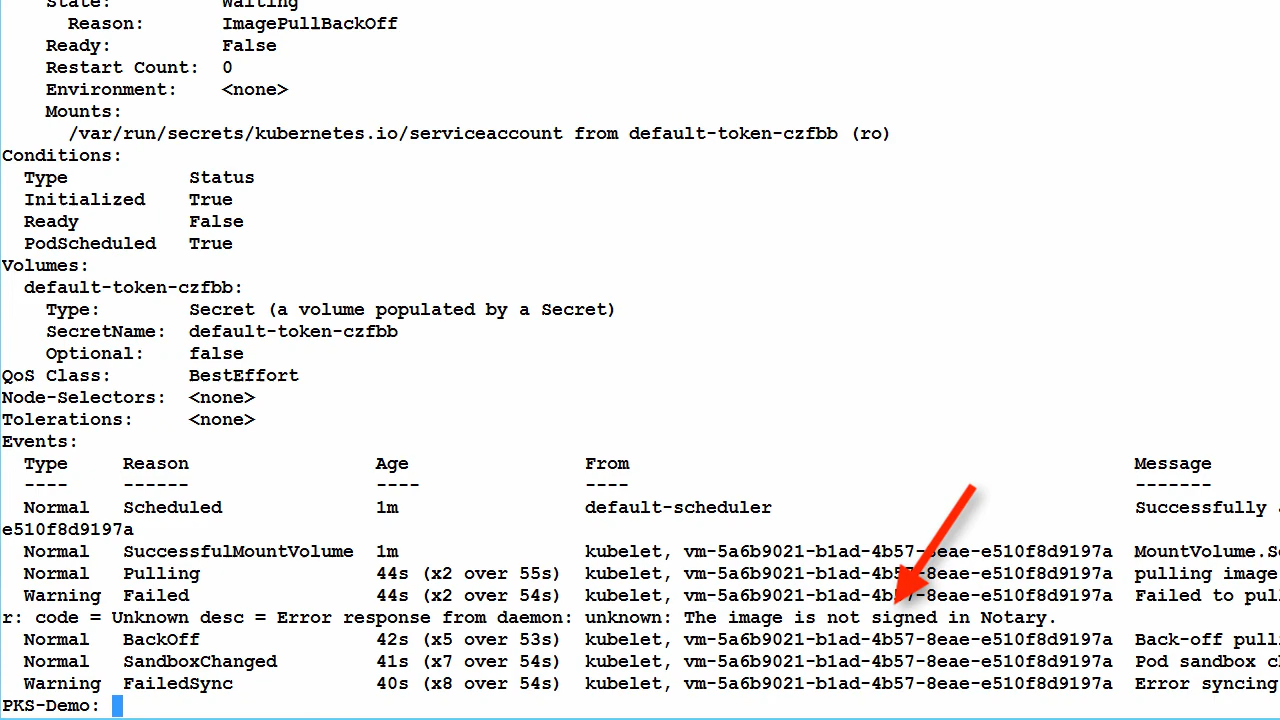 State: Waiting
Reason: ImagePullBackOff
Ready: False
Restart Count: 0
Environment: <none>
Mounts:
/var/run/secrets/kubernetes.io/serviceaccount from default-token-czfbb (ro)
Conditions:
Type Status
Initialized True
Ready False
PodScheduled True
Volumes:
default-token-czfbb:
Type: Secret (a volume populated by a Secret)
SecretName: default-token-czfbb
Optional: false
QoS Class: BestEffort
Node-Selectors: <none>
Tolerations: <none>
Events:
Type Reason Age From Message
---- ------ ---- ---- -------
Normal Scheduled 1m default-scheduler Successfully
e510f8d9197a
Normal SuccessfulMountVolume 1m kubelet, vm-5a6b9021-b1ad-4b57-8eae-e510f8d9197a MountVolume.S
Normal Pulling 44s (x2 over 55s) kubelet, vm-5a6b9021-b1ad-4b57-8eae-e510f8d9197a pulling image
Warning Failed 44s (x2 over 54s) kubelet, vm-5a6b9021-b1ad-4b57-8eae-e510f8d9197a Failed to pul
r: code = Unknown desc = Error response from daemon: unknown: The image is not signed in Notary.
Normal BackOff 42s (x5 over 53s) kubelet, vm-5a6b9021-b1ad-4b57-8eae-e510f8d9197a Back-off pull
Normal SandboxChanged 41s (x7 over 54s) kubelet, vm-5a6b9021-b1ad-4b57-8eae-e510f8d9197a Pod sandbox c
Warning FailedSync 40s (x8 over 54s) kubelet, vm-5a6b9021-b1ad-4b57-8eae-e510f8d9197a Error syncing
PKS-Demo: